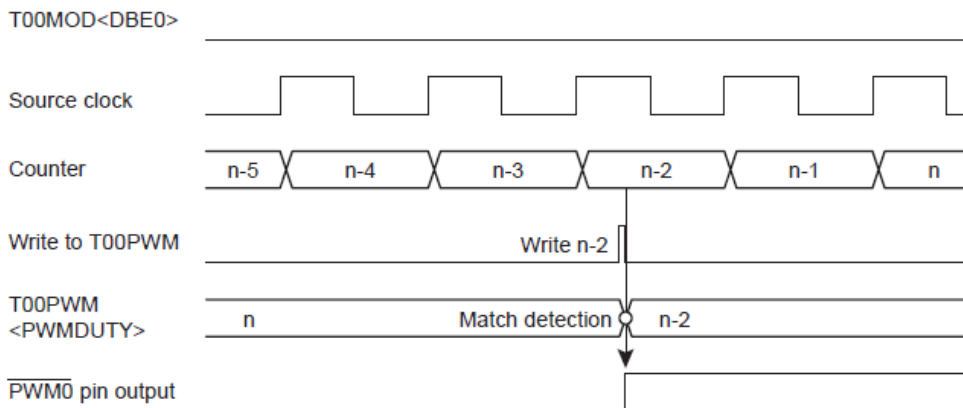 T00MOD<DBE0>
Source clock
Counter n-5 n-4 n-3 n-2 n-1 n
Write to T00PWM Write n-2
T00PWM
<PWMDUTY> n Match detection n-2
PWM0 pin output